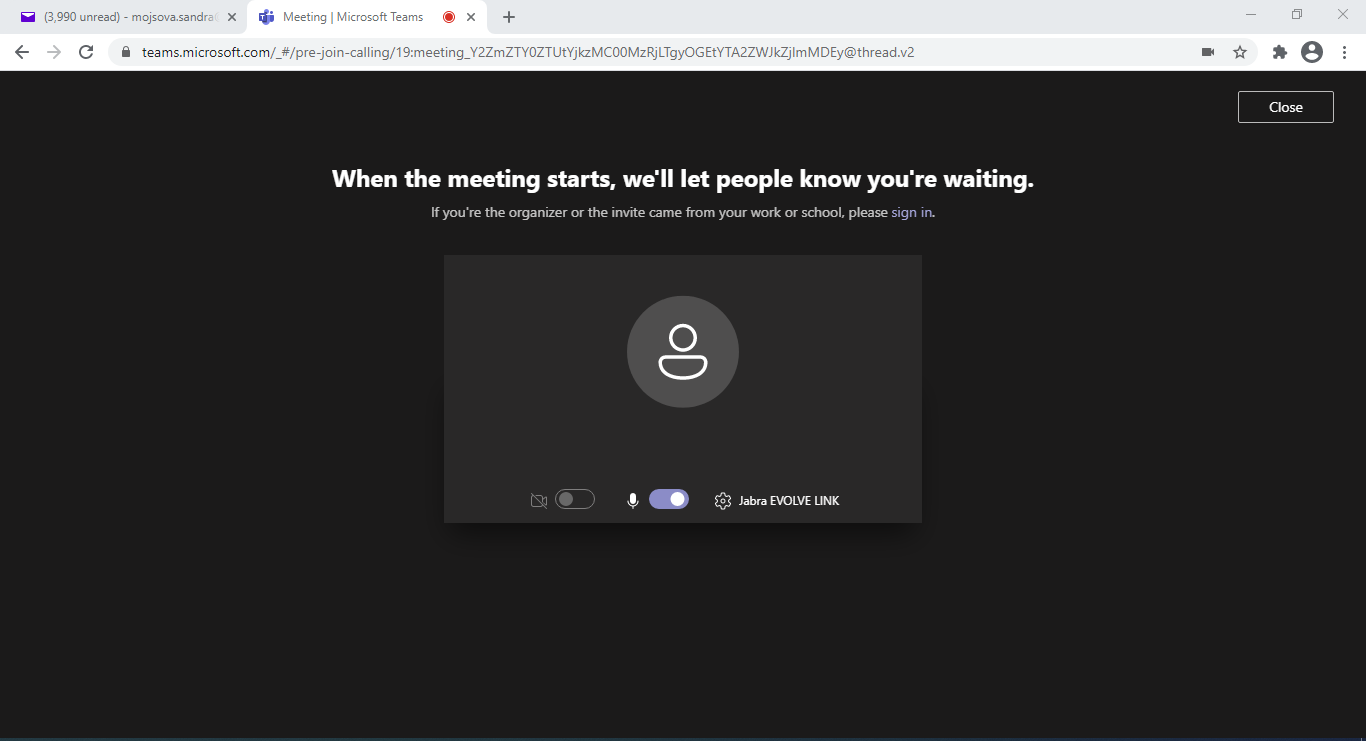 (3,990 unread) - mojsova.sandra
Meeting | Microsoft Teams
teams.microsoft.com/_#/pre-join-calling/19:meeting_Y2ZmZTY0ZTUtYjkzMC00MzRjLTgyOGEtYTA2ZWJkZjlmMDEy@thread.v2
Close
When the meeting starts, we'll let people know you're waiting.
If you're the organizer or the invite came from your work or school, please sign in.
Jabra EVOLVE LINK